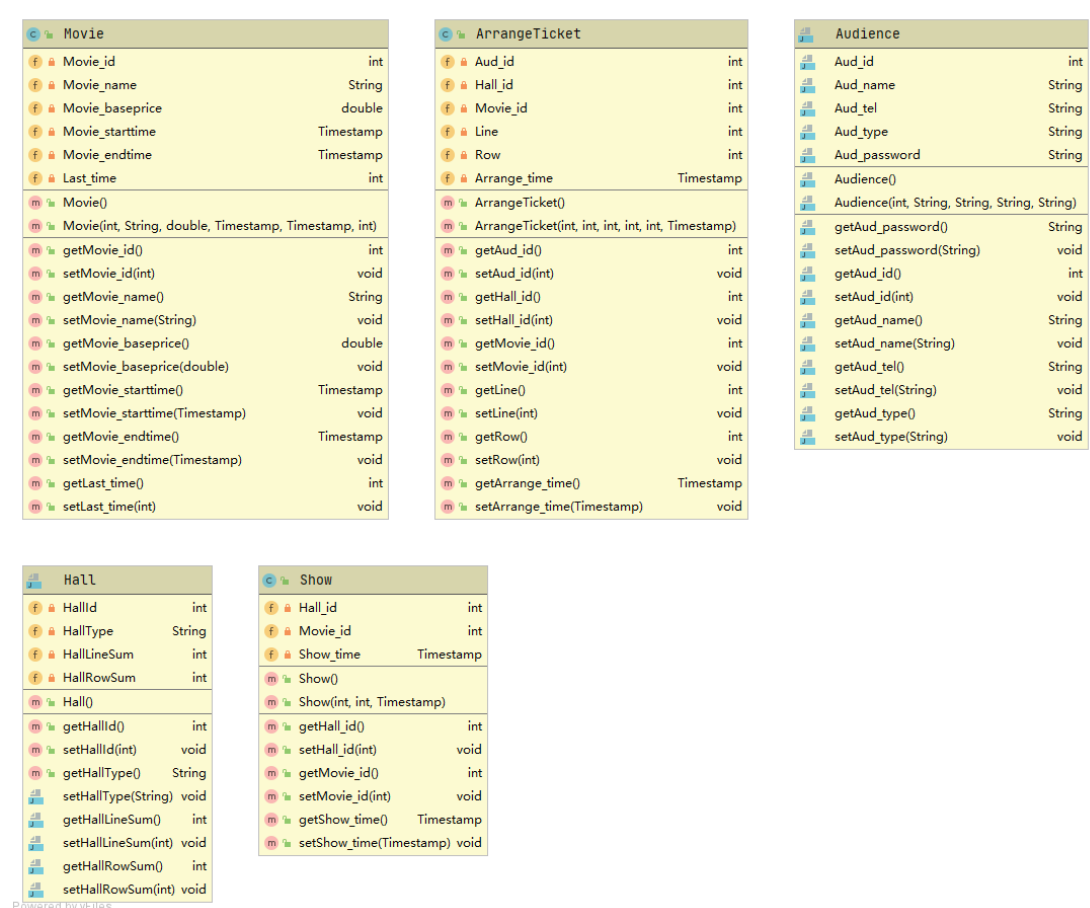 Movie
Movie_id int
Movie_name String
Movie_baseprice double
Movie_starttime Timestamp
Movie_endtime Timestamp
Last_time int
Movie()
Movie(int, String, double, Timestamp, Timestamp, int)
getMovie_id() int
setMovie_id(int) void
getMovie_name() String
setMovie_name(String) void
getMovie_baseprice() double
setMovie_baseprice(double) void
getMovie_starttime() Timestamp
setMovie_starttime(Timestamp) void
getMovie_endtime() Timestamp
setMovie_endtime(Timestamp) void
getLast_time() int
setLast_time(int) void
ArrangeTicket
Aud_id int
Hall_id int
Movie_id int
Line int
Row int
Arrange_time Timestamp
ArrangeTicket()
ArrangeTicket(int, int, int, int, int, Timestamp)
getAud_id() int
setAud_id(int) void
getHall_id() int
setHall_id(int) void
getMovie_id() int
setMovie_id(int) void
getLine() int
setLine(int) void
getRow() int
setRow(int) void
getArrange_time() Timestamp
setArrange_time(Timestamp) void
Audience
Aud_id int
Aud_name String
Aud_tel String
Aud_type String
Aud_password String
Audience()
Audience(int, String, String, String, String)
getAud_password() String
setAud_password(String) void
getAud_id() int
setAud_id(int) void
getAud_name() String
setAud_name(String) void
getAud_tel() String
setAud_tel(String) void
getAud_type() String
setAud_type(String) void
Hall
HallId int
HallType String
HallLineSum int
HallRowSum int
Hall()
getHallId() int
setHallId(int) void
getHallType() String
setHallType(String) void
getHallLineSum() int
setHallLineSum(int) void
getHallRowSum() int
setHallRowSum(int) void
Show
Hall_id int
Movie_id int
Show_time Timestamp
Show()
Show(int, int, Timestamp)
getHall_id() int
setHall_id(int) void
getMovie_id() int
setMovie_id(int) void
getShow_time() Timestamp
setShow_time(Timestamp) void
Powered by yFiles